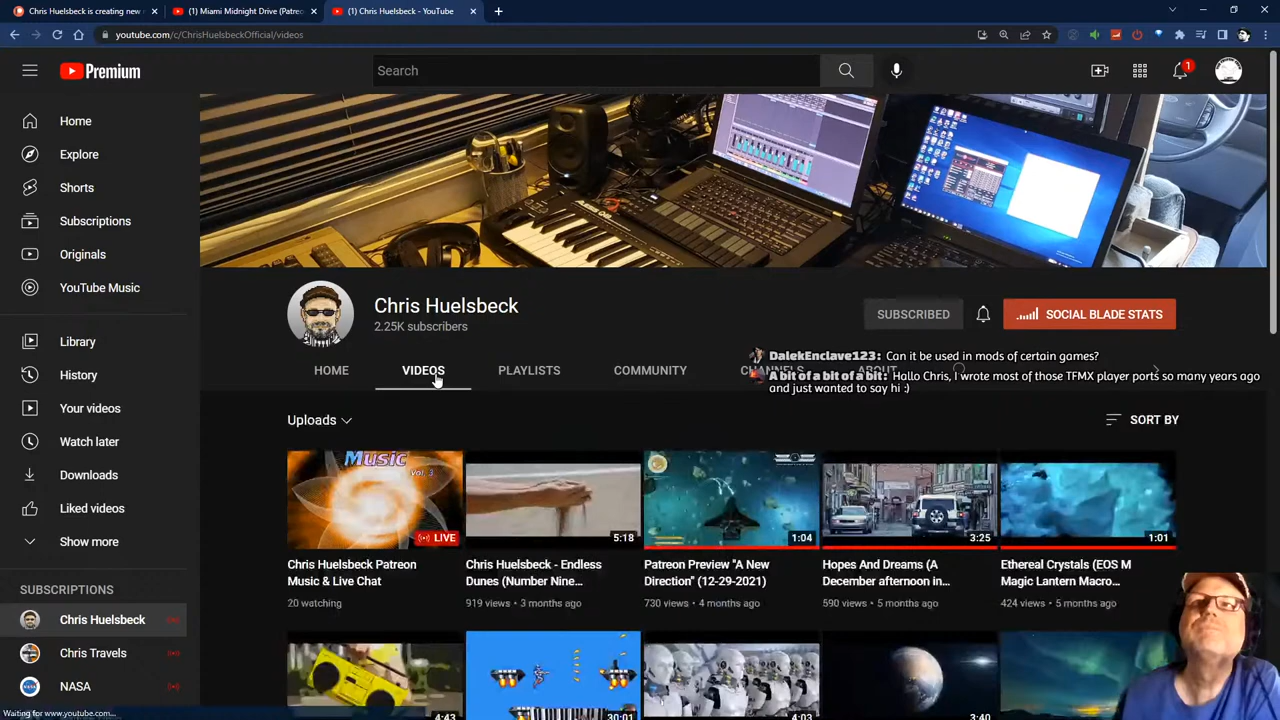 Chris Huelsbeck is creating new
(1) Miami Midnight Drive (Patreo
(1) Chris Huelsbeck - YouTube
youtube.com/c/ChrisHuelsbeckOfficial/videos
Premium
Search
1
Home
Explore
Shorts
Subscriptions
Originals
YouTube Music
Library
History
Your videos
Watch later
Downloads
Liked videos
Show more
SUBSCRIPTIONS
Chris Huelsbeck
Chris Travels
NASA
Waiting for www.youtube.com...
Chris Huelsbeck
2.25K subscribers
SUBSCRIBED
SOCIAL BLADE STATS
HOME
VIDEOS
PLAYLISTS
COMMUNITY
CHANNELS
ABOUT
DalekEnclave123: Can it be used in mods of certain games?
A bit of a bit of a bit: Hallo Chris, I wrote most of those TFMX player ports so many years ago
and just wanted to say hi :)
Uploads
SORT BY
Music
VOL. 3
LIVE
Chris Huelsbeck Patreon
Music & Live Chat
20 watching
5:18
Chris Huelsbeck - Endless
Dunes (Number Nine...
919 views • 3 months ago
1:04
Patreon Preview "A New
Direction" (12-29-2021)
730 views • 4 months ago
3:25
Hopes And Dreams (A
December afternoon in...
590 views • 5 months ago
1:01
Ethereal Crystals (EOS M
Magic Lantern Macro...
424 views • 5 months ago
4:43
30:01
4:03
3:40